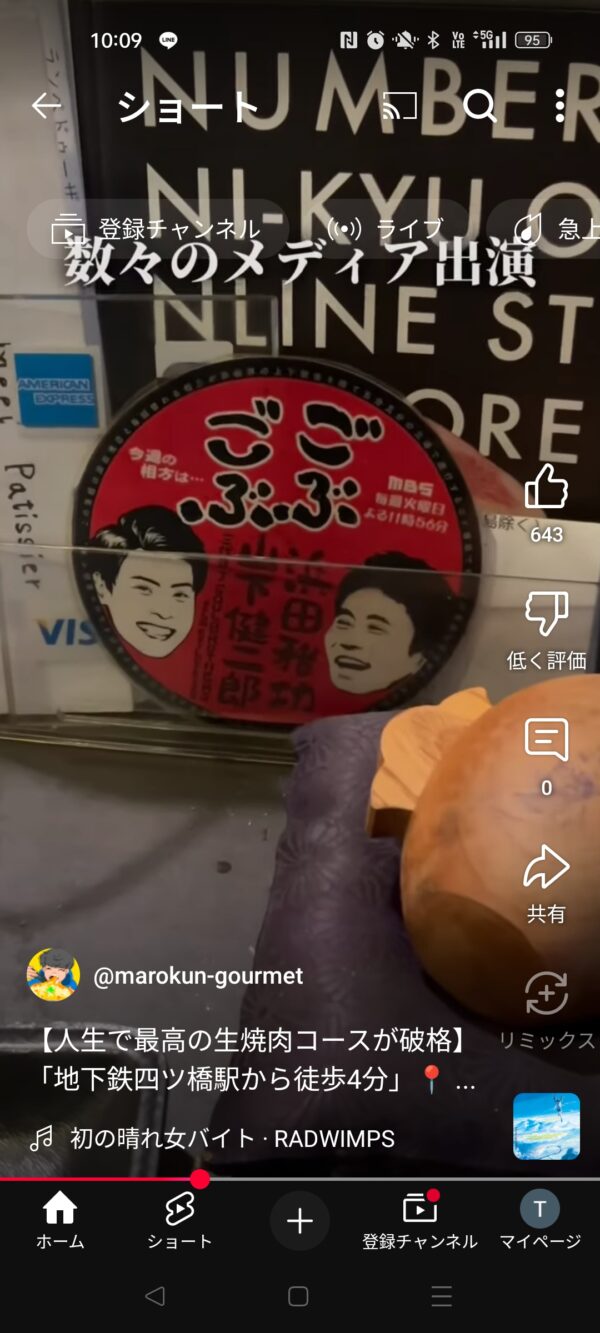 10:09
LINE
Vo LTE
5G
95
ショート
登録チャンネル
ライブ
急上
数々のメディア出演
NUMBER
NI-KYU O
NLINE ST
ORE
AMERICAN
EXPRESS
Patissier
VISA
今週の
相方は…
ごぶ
ごぶ
MBS
毎週火曜日
よる11時56分
浜田雅功
山下健二郎
島除く)
643
低く評価
0
共有
リミックス
@marokun-gourmet
【人生で最高の生焼肉コースが破格】
「地下鉄四ツ橋駅から徒歩4分」📍 ...
初の晴れ女バイト · RADWIMPS
ホーム
ショート
登録チャンネル
T
マイページ